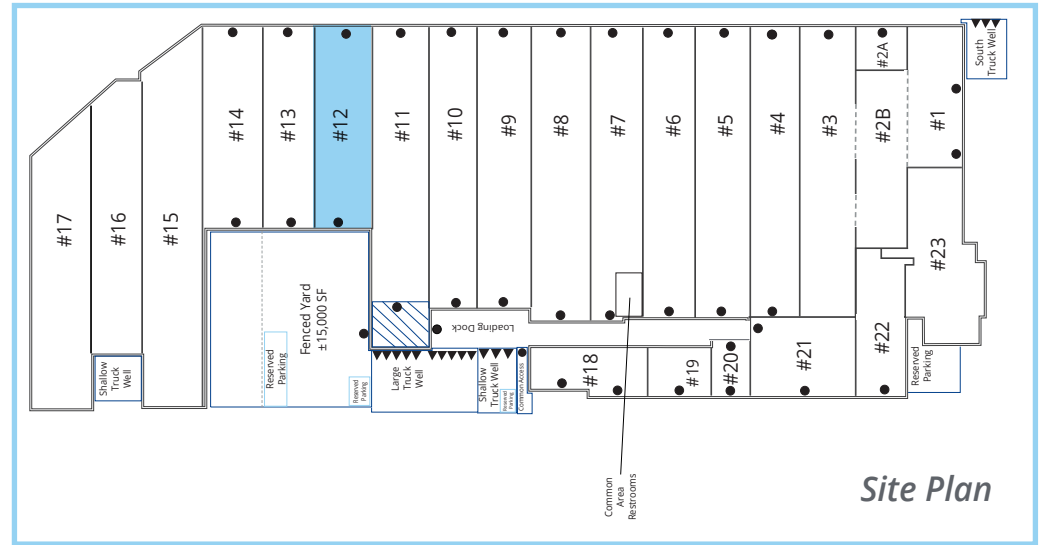 #17
#16
#15
#14
#13
#12
#11
#10
#9
#8
#7
#6
#5
#4
#3
#2A
#2B
#1
South
Truck Well
#23
#22
#21
#20
#19
#18
Shallow
Truck
Well
Fenced Yard
±15,000 SF
Reserved
Parking
Reserved
Parking
Large
Truck
Well
Loading Dock
Shallow
Truck Well
Reserved
Parking
Common Access
Reserved
Parking
Common
Area
Restrooms
Site Plan